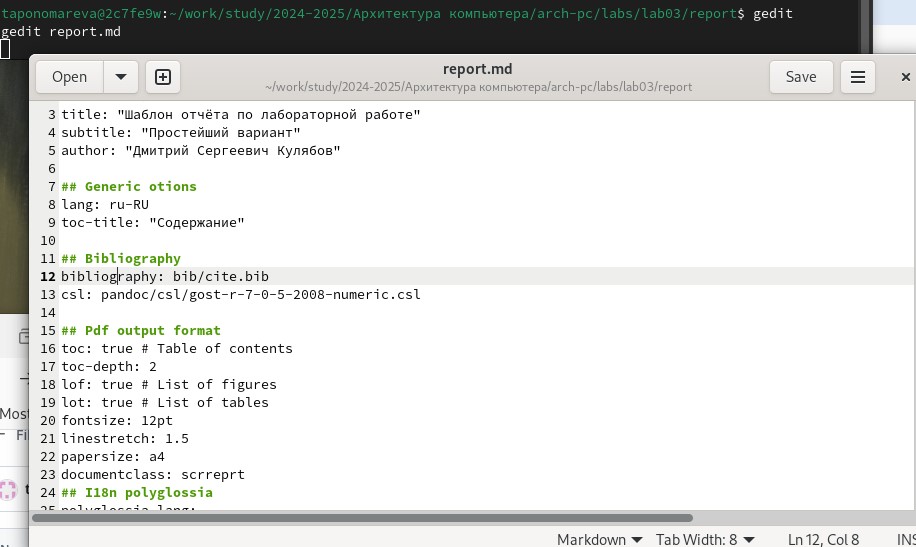 taponomareva@2c7fe9w:~/work/study/2024-2025/Архитектура компьютера/arch-pc/labs/lab03/report$ gedit
gedit report.md
Open
report.md
~/work/study/2024-2025/Архитектура компьютера/arch-pc/labs/lab03/report
Save
3 title: "Шаблон отчёта по лабораторной работе"
4 subtitle: "Простейший вариант"
5 author: "Дмитрий Сергеевич Кулябов"
6
7 ## Generic otions
8 lang: ru-RU
9 toc-title: "Содержание"
10
11 ## Bibliography
12 bibliography: bib/cite.bib
13 csl: pandoc/csl/gost-r-7-0-5-2008-numeric.csl
14
15 ## Pdf output format
16 toc: true # Table of contents
17 toc-depth: 2
18 lof: true # List of figures
19 lot: true # List of tables
20 fontsize: 12pt
21 linestretch: 1.5
22 papersize: a4
23 documentclass: scrreprt
24 ## I18n polyglossia
25 polyglossia-lang:
Most
Markdown Tab Width: 8 Ln 12, Col 8 INS